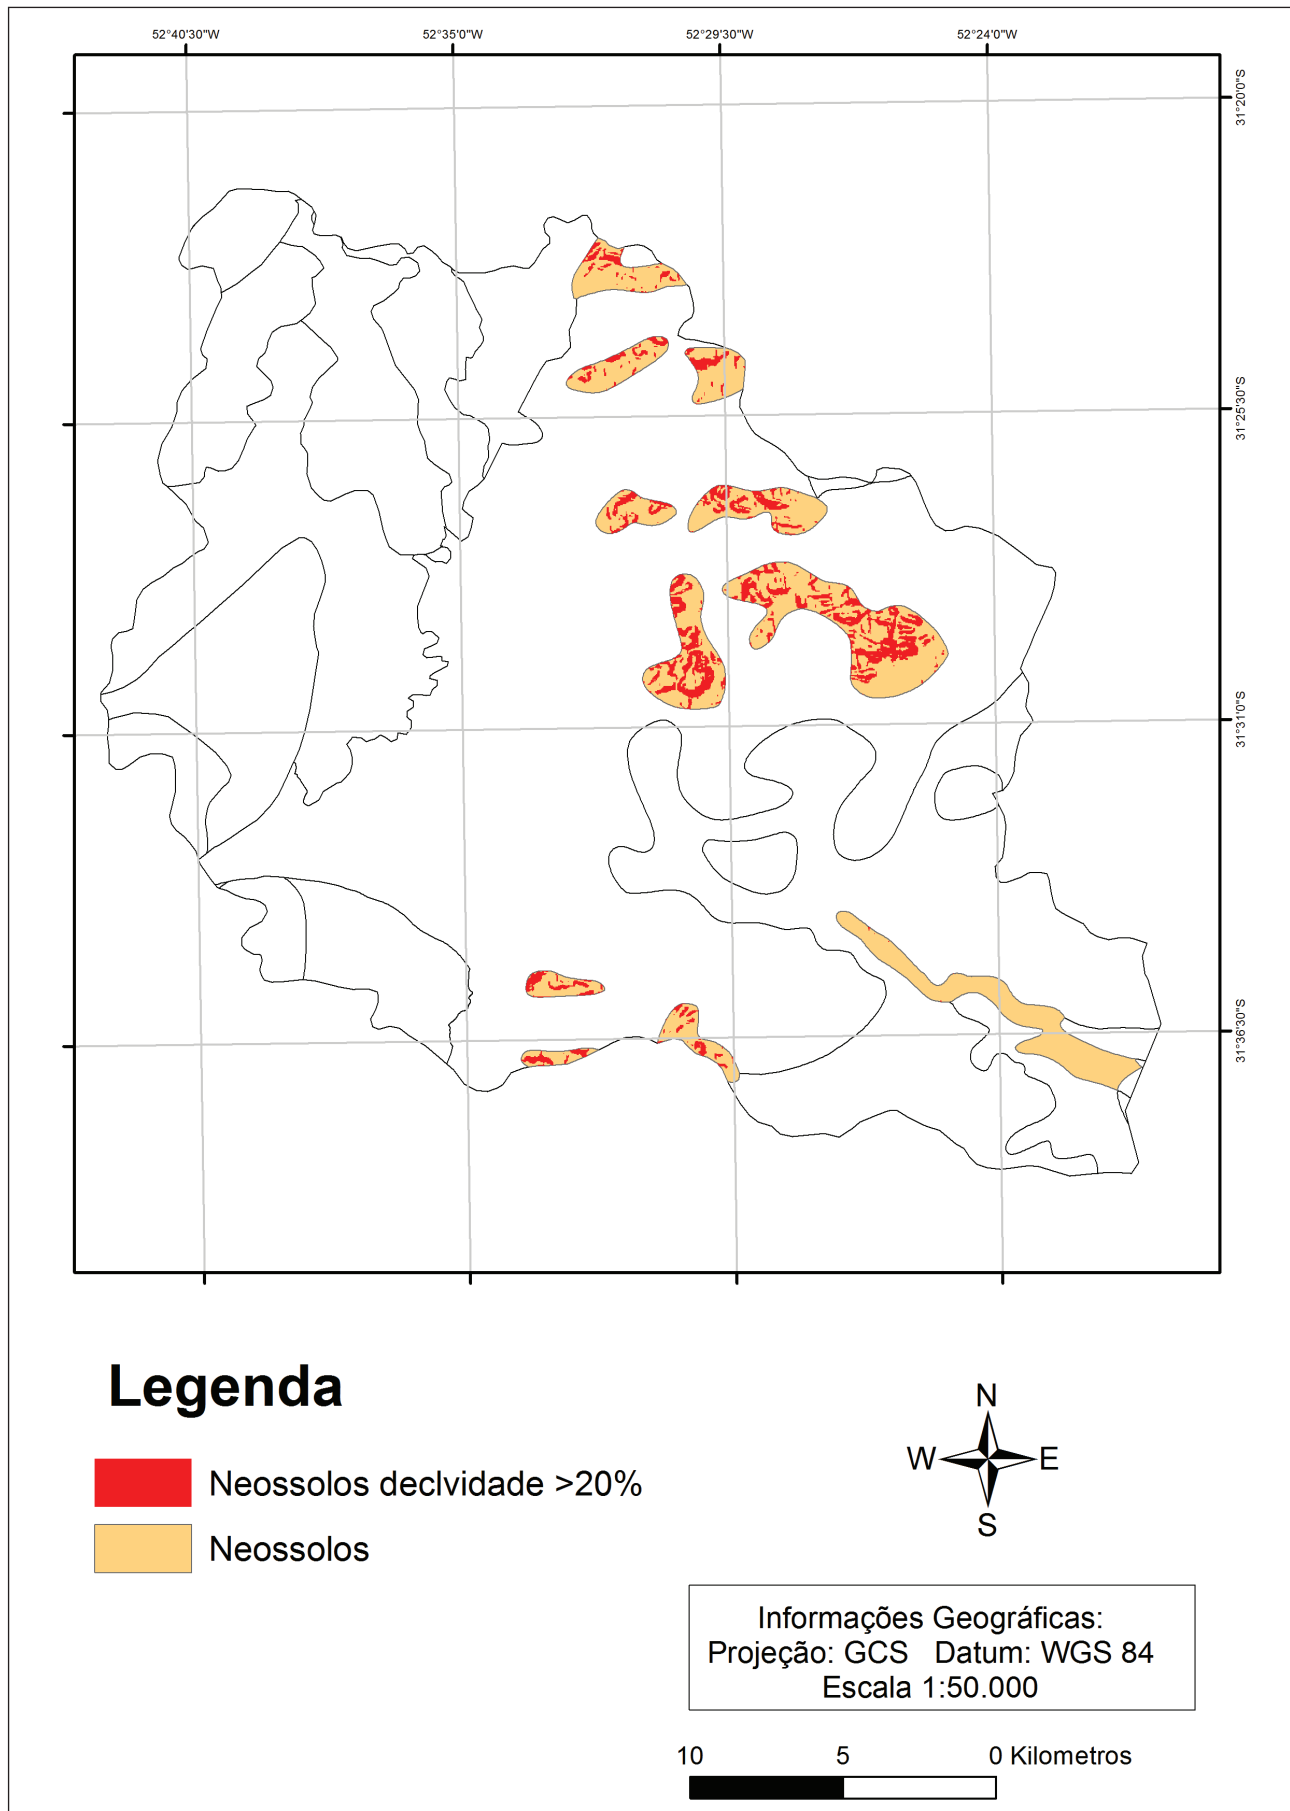 52°40'30"W 52°35'0"W 52°29'30"W 52°24'0"W
31°20'0"S
31°25'30"S
31°31'0"S
31°36'30"S
Legenda
Neossolos declvidade >20%
Neossolos
N
W E
S
Informações Geográficas:
Projeção: GCS Datum: WGS 84
Escala 1:50.000
10 5 0 Kilometros